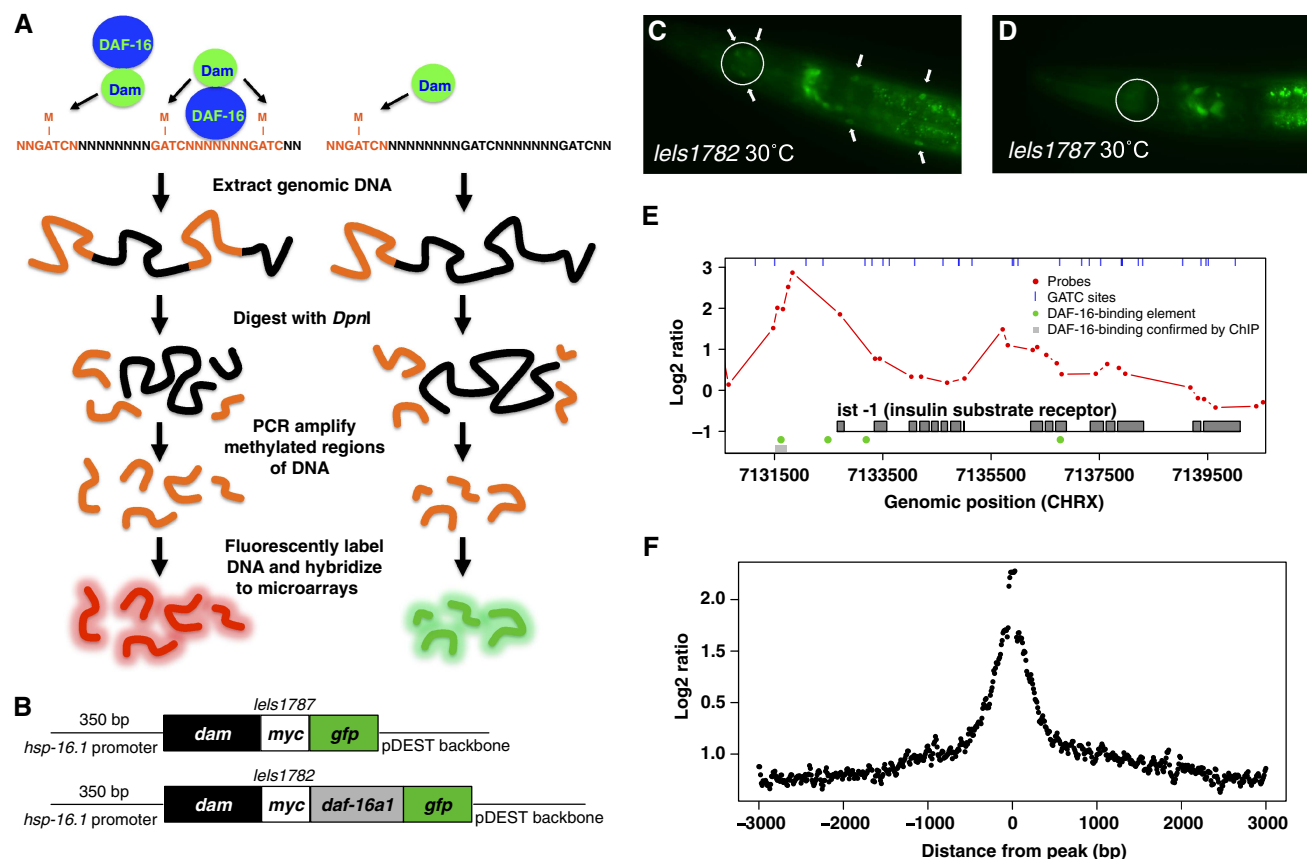 A
DAF-16
Dam
Dam
DAF-16
Dam
M
M
M
M
NNGATCNNNNNNNNGATCNNNNNNNGATCNN
NNGATCNNNNNNNNGATCNNNNNNNGATCNN
Extract genomic DNA
Digest with DpnI
PCR amplify
methylated regions
of DNA
Fluorescently label
DNA and hybridize
to microarrays
B
lels1787
350 bp
hsp-16.1 promoter
dam
myc
gfp
pDEST backbone
lels1782
350 bp
hsp-16.1 promoter
dam
myc
daf-16a1
gfp
pDEST backbone
C
lels1782 30˚C
D
lels1787 30˚C
E
Log2 ratio
3
2
1
0
−1
Probes
GATC sites
DAF-16-binding element
DAF-16-binding confirmed by ChIP
ist -1 (insulin substrate receptor)
7131500
7133500
7135500
7137500
7139500
Genomic position (CHRX)
F
Log2 ratio
2.0
1.5
0.5
1.0
−3000
−2000
−1000
0
1000
2000
3000
Distance from peak (bp)